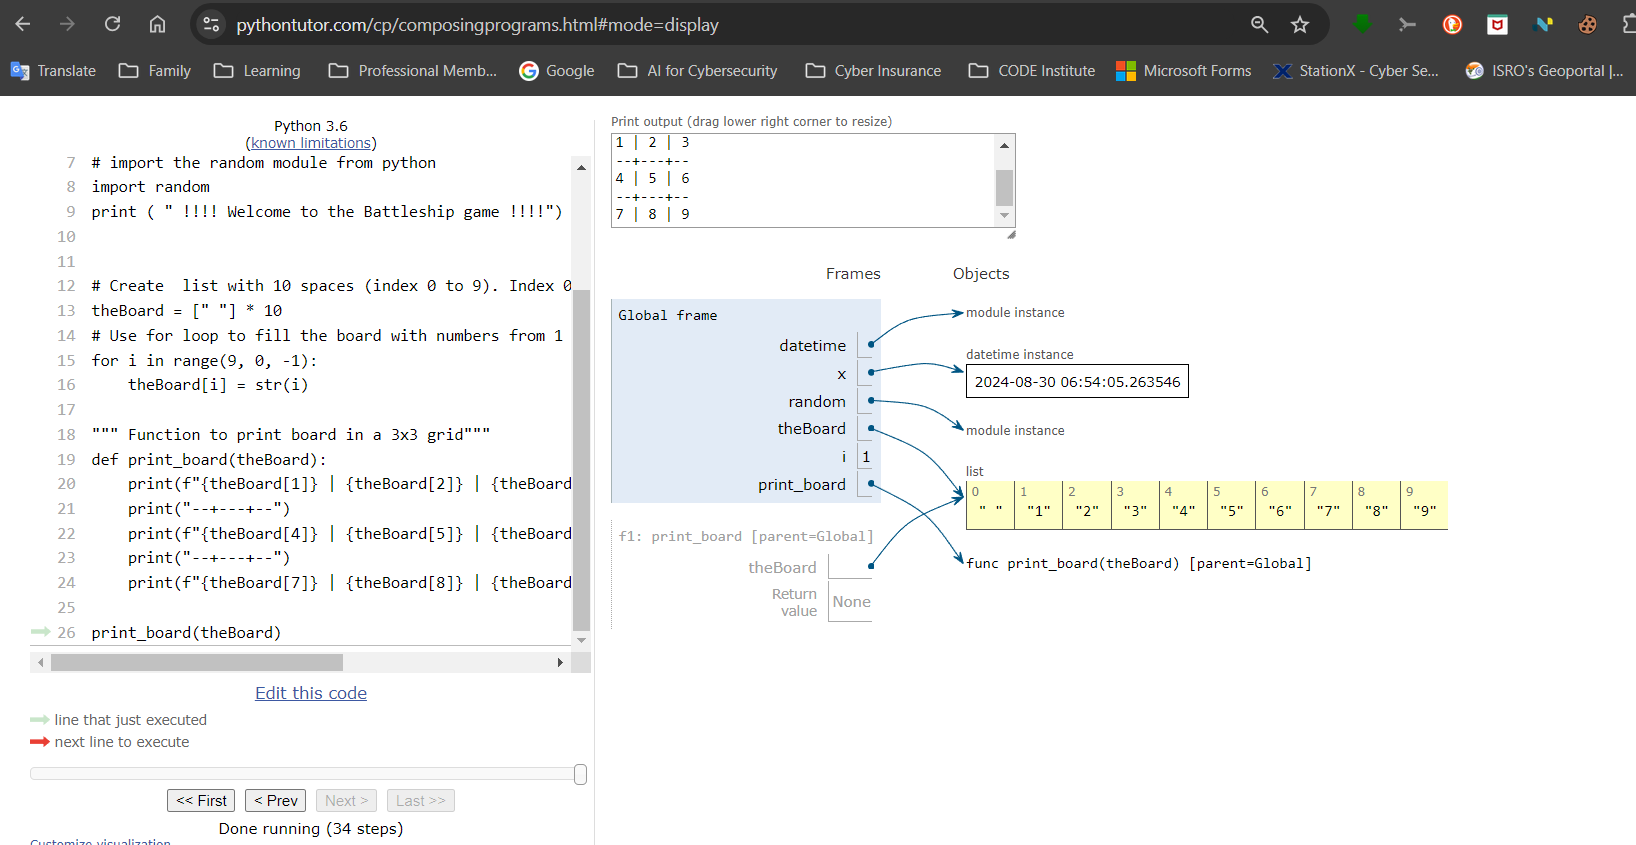 pythontutor.com/cp/composingprograms.html#mode=display
Translate
Family
Learning
Professional Memb...
Google
AI for Cybersecurity
Cyber Insurance
CODE Institute
Microsoft Forms
StationX - Cyber Se...
ISRO's Geoportal |...
Python 3.6
(known limitations)
7 # import the random module from python
8 import random
9 print ( " !!!! Welcome to the Battleship game !!!!")
10
11
12 # Create  list with 10 spaces (index 0 to 9). Index 0
13 theBoard = [" "] * 10
14 # Use for loop to fill the board with numbers from 1
15 for i in range(9, 0, -1):
16     theBoard[i] = str(i)
17
18 """ Function to print board in a 3x3 grid"""
19 def print_board(theBoard):
20     print(f"{theBoard[1]} | {theBoard[2]} | {theBoard
21     print("--+---+--")
22     print(f"{theBoard[4]} | {theBoard[5]} | {theBoard
23     print("--+---+--")
24     print(f"{theBoard[7]} | {theBoard[8]} | {theBoard
25
26 print_board(theBoard)
Edit this code
line that just executed
next line to execute
<< First
< Prev
Next >
Last >>
Done running (34 steps)
Customize visualization
Print output (drag lower right corner to resize)
1 | 2 | 3
--+---+--
4 | 5 | 6
--+---+--
7 | 8 | 9
Frames
Objects
Global frame
datetime
x
random
theBoard
i 1
print_board
f1: print_board [parent=Global]
theBoard
Return
value
None
module instance
datetime instance
2024-08-30 06:54:05.263546
module instance
list
0 1 2 3 4 5 6 7 8 9
" " "1" "2" "3" "4" "5" "6" "7" "8" "9"
func print_board(theBoard) [parent=Global]